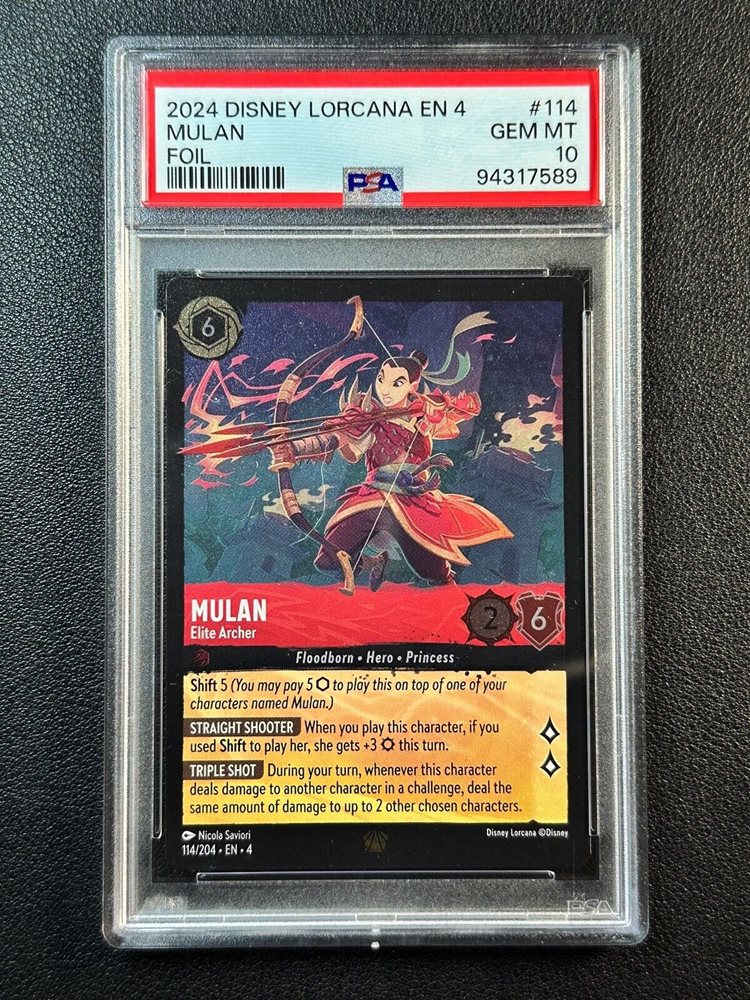 2024 DISNEY LORCANA EN 4 #114
MULAN GEM MT
FOIL 10
PSA 94317589
6
MULAN
Elite Archer
2 6
Floodborn • Hero • Princess
Shift 5 (You may pay 5 ⬡ to play this on top of one of your
characters named Mulan.)
STRAIGHT SHOOTER When you play this character, if you
used Shift to play her, she gets +3 ¤ this turn.
TRIPLE SHOT During your turn, whenever this character
deals damage to another character in a challenge, deal the
same amount of damage to up to 2 other chosen characters.
Nicola Saviori Disney Lorcana ©Disney
114/204 • EN • 4
PSA